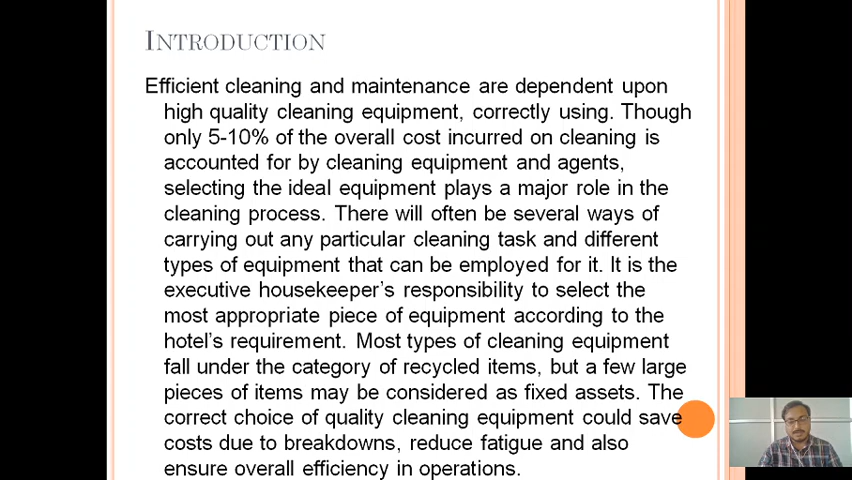 INTRODUCTION
Efficient cleaning and maintenance are dependent upon
high quality cleaning equipment, correctly using. Though
only 5-10% of the overall cost incurred on cleaning is
accounted for by cleaning equipment and agents,
selecting the ideal equipment plays a major role in the
cleaning process. There will often be several ways of
carrying out any particular cleaning task and different
types of equipment that can be employed for it. It is the
executive housekeeper's responsibility to select the
most appropriate piece of equipment according to the
hotel's requirement. Most types of cleaning equipment
fall under the category of recycled items, but a few large
pieces of items may be considered as fixed assets. The
correct choice of quality cleaning equipment could save
costs due to breakdowns, reduce fatigue and also
ensure overall efficiency in operations.